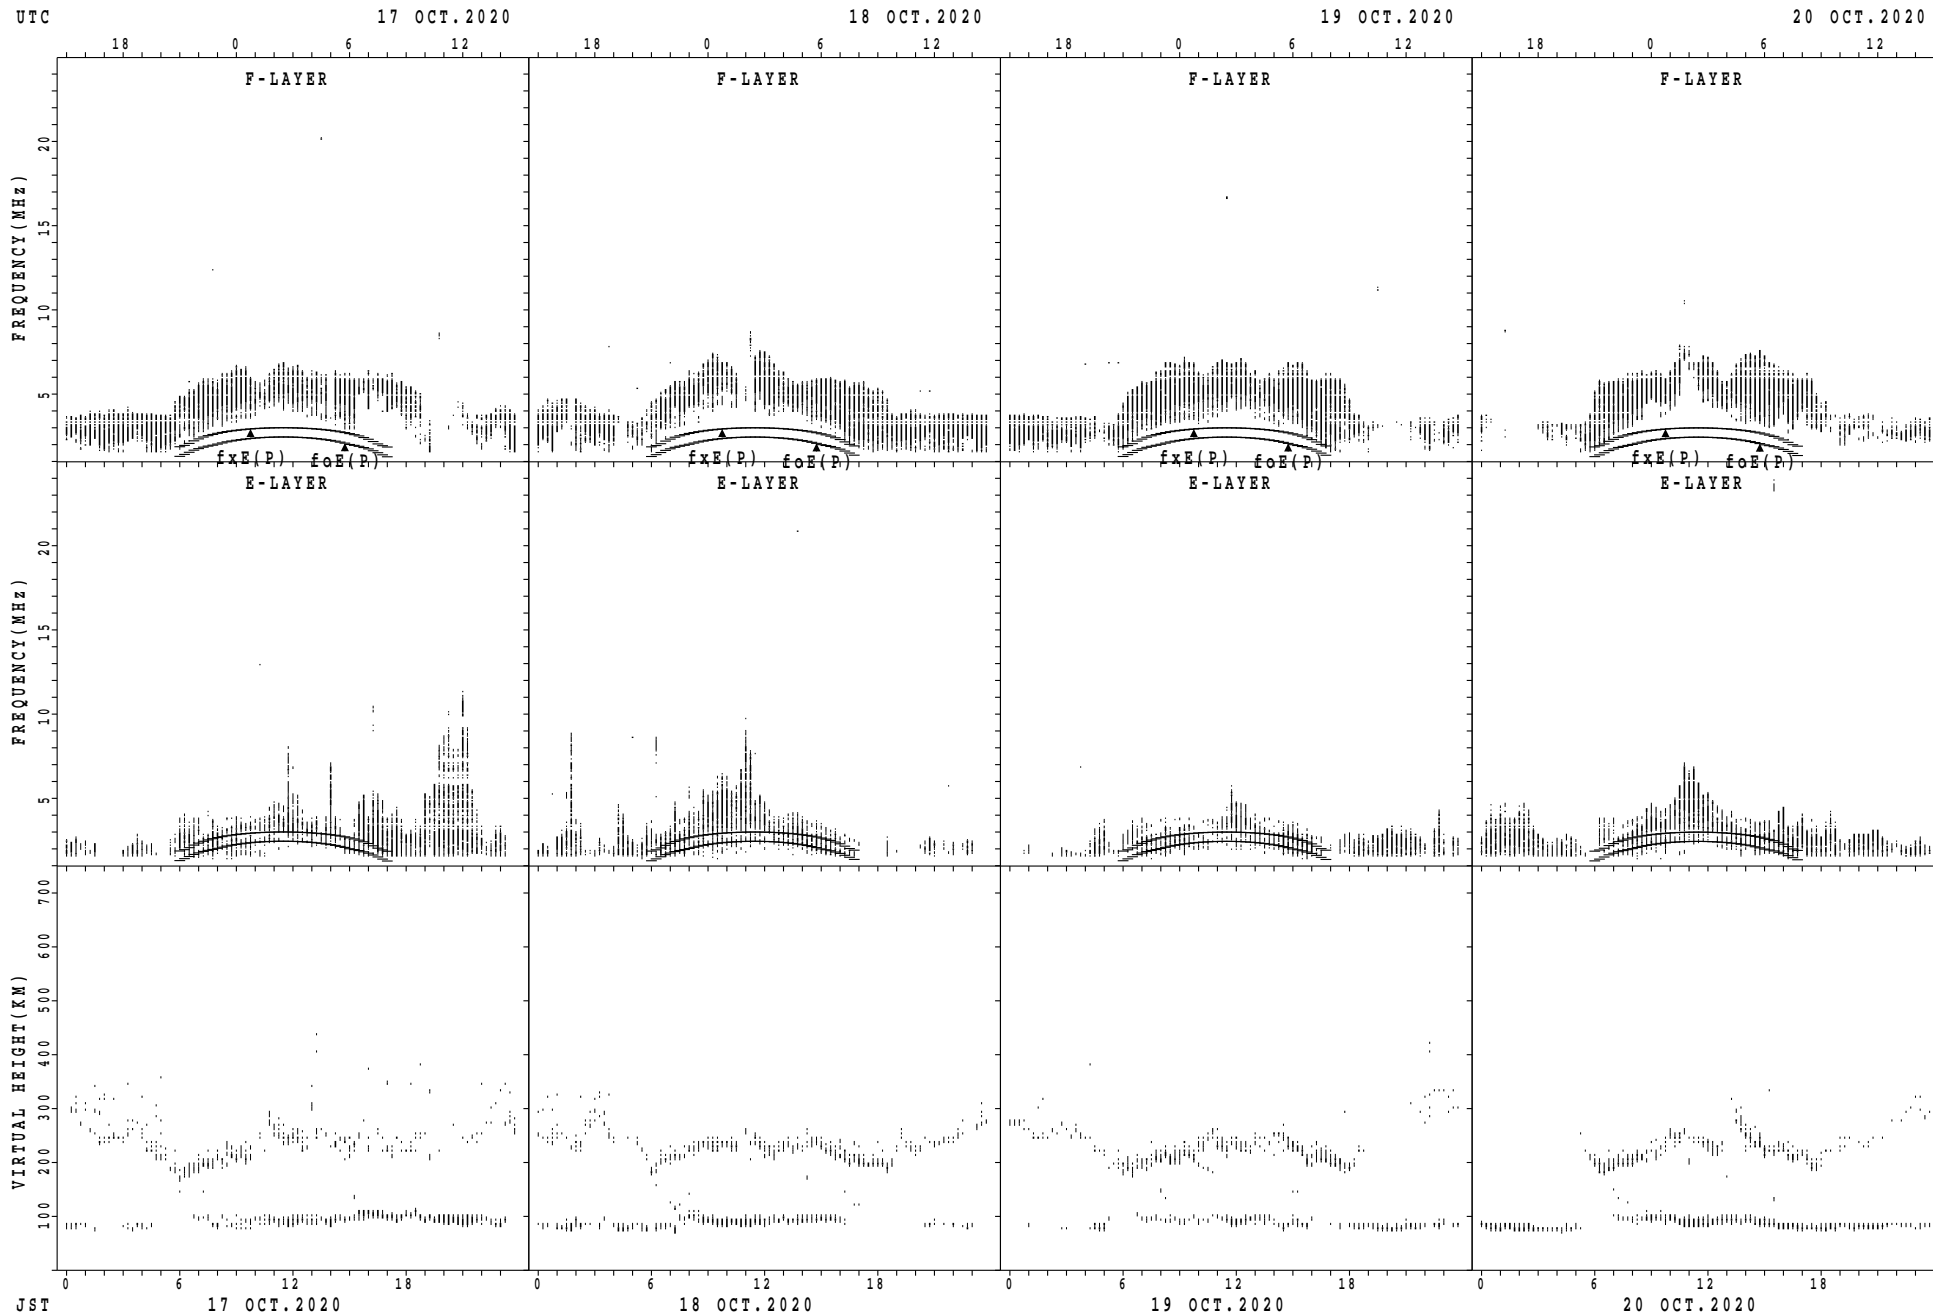 UTC 17 OCT.2020 18 OCT.2020 19 OCT.2020 20 OCT.2020
18 0 6 12 18 0 6 12 18 0 6 12 18 0 6 12
F-LAYER F-LAYER F-LAYER F-LAYER
FREQUENCY(MHz)
20
15
10
5
fxE(P) foE(P) fxE(P) foE(P) fxE(P) foE(P) fxE(P) foE(P)
E-LAYER E-LAYER E-LAYER E-LAYER
FREQUENCY(MHz)
20
15
10
5
VIRTUAL HEIGHT(KM)
700
600
500
400
300
200
100
0 6 12 18 0 6 12 18 0 6 12 18 0 6 12 18
JST 17 OCT.2020 18 OCT.2020 19 OCT.2020 20 OCT.2020